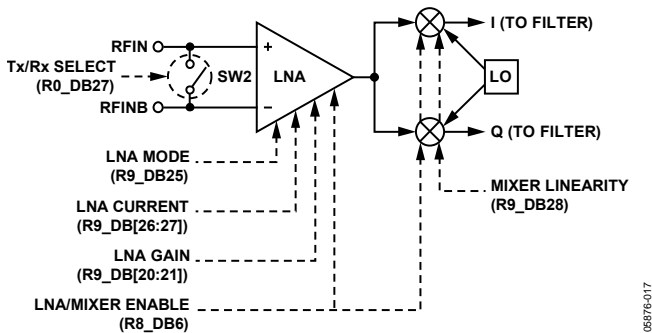 RFIN
I (TO FILTER)
Tx/Rx SELECT
(R0_DB27)
SW2
LNA
LO
RFINB
Q (TO FILTER)
LNA MODE
(R9_DB25)
MIXER LINEARITY
(R9_DB28)
LNA CURRENT
(R9_DB[26:27])
LNA GAIN
(R9_DB[20:21])
LNA/MIXER ENABLE
(R8_DB6)
05876-017
+
−